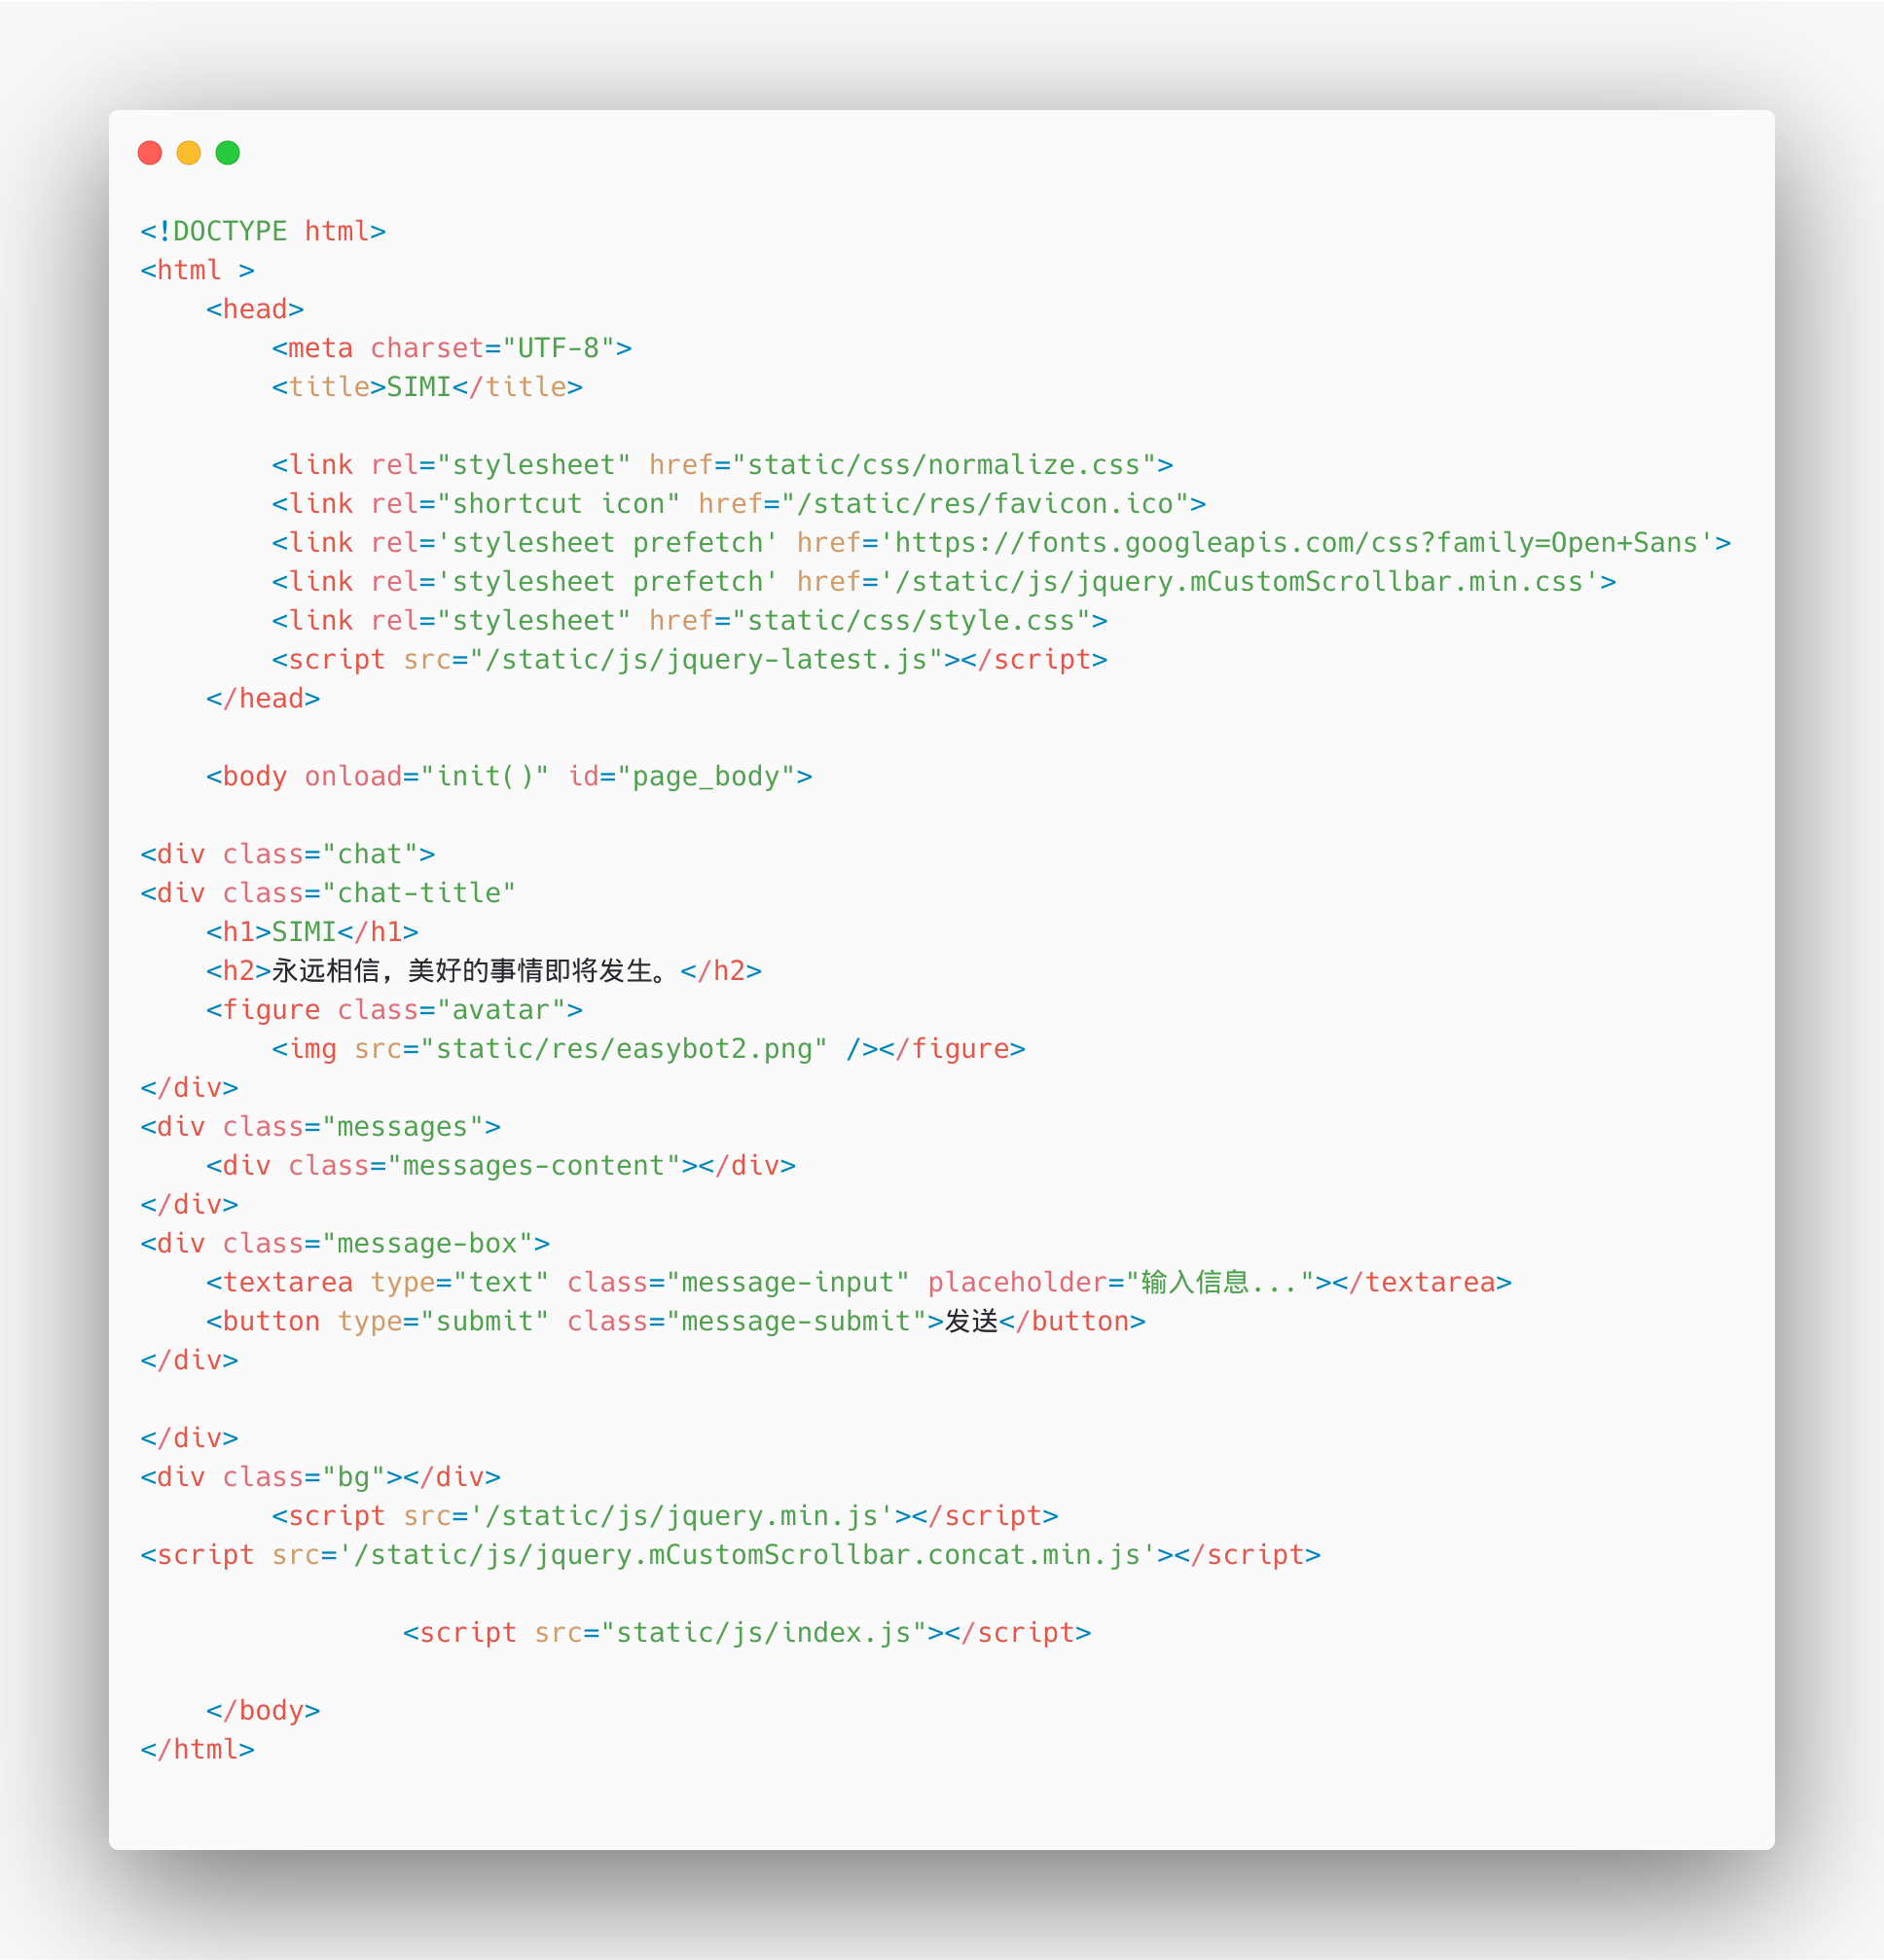 <!DOCTYPE html>
<html >
    <head>
        <meta charset="UTF-8">
        <title>SIMI</title>

        <link rel="stylesheet" href="static/css/normalize.css">
        <link rel="shortcut icon" href="/static/res/favicon.ico">
        <link rel='stylesheet prefetch' href='https://fonts.googleapis.com/css?family=Open+Sans'>
        <link rel='stylesheet prefetch' href='/static/js/jquery.mCustomScrollbar.min.css'>
        <link rel="stylesheet" href="static/css/style.css">
        <script src="/static/js/jquery-latest.js"></script>
    </head>

    <body onload="init()" id="page_body">

<div class="chat">
<div class="chat-title"
    <h1>SIMI</h1>
    <h2>永远相信，美好的事情即将发生。</h2>
    <figure class="avatar">
        <img src="static/res/easybot2.png" /></figure>
</div>
<div class="messages">
    <div class="messages-content"></div>
</div>
<div class="message-box">
    <textarea type="text" class="message-input" placeholder="输入信息..."></textarea>
    <button type="submit" class="message-submit">发送</button>
</div>

</div>
<div class="bg"></div>
        <script src='/static/js/jquery.min.js'></script>
<script src='/static/js/jquery.mCustomScrollbar.concat.min.js'></script>

                <script src="static/js/index.js"></script>

    </body>
</html>